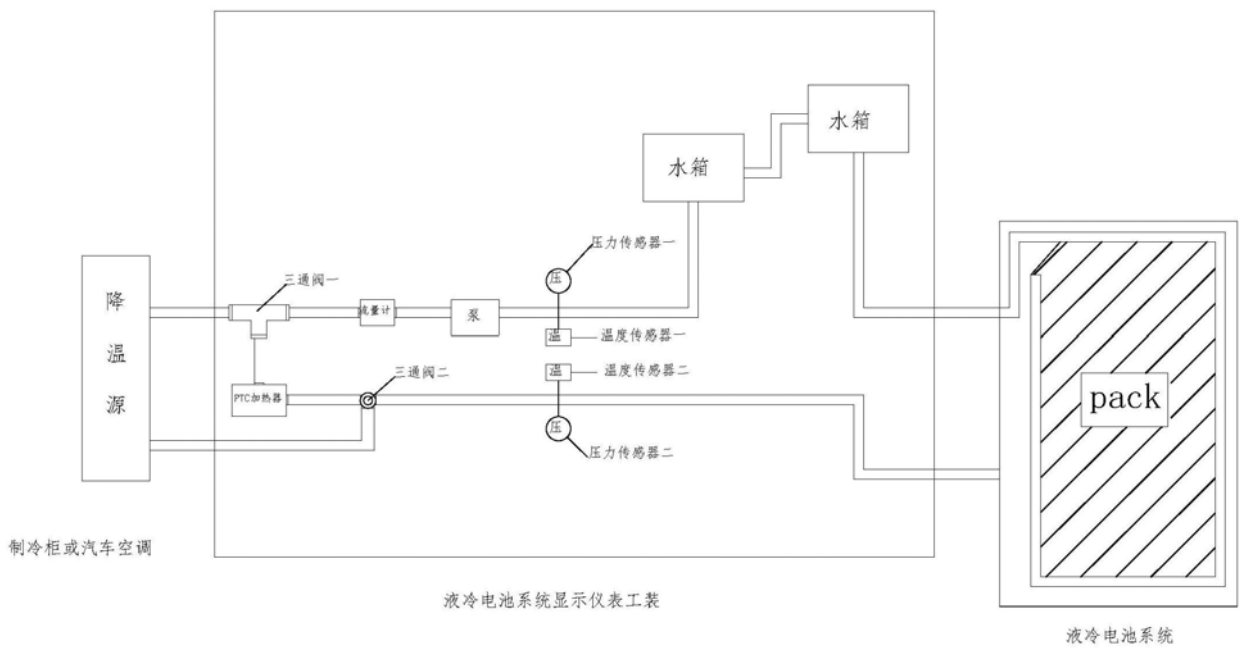 水箱
水箱
压力传感器一
压
三通阀一
降
温
源
流量计
泵
温
温度传感器一
温
温度传感器二
三通阀二
PTC加热器
pack
压
压力传感器二
制冷柜或汽车空调
液冷电池系统显示仪表工装
液冷电池系统